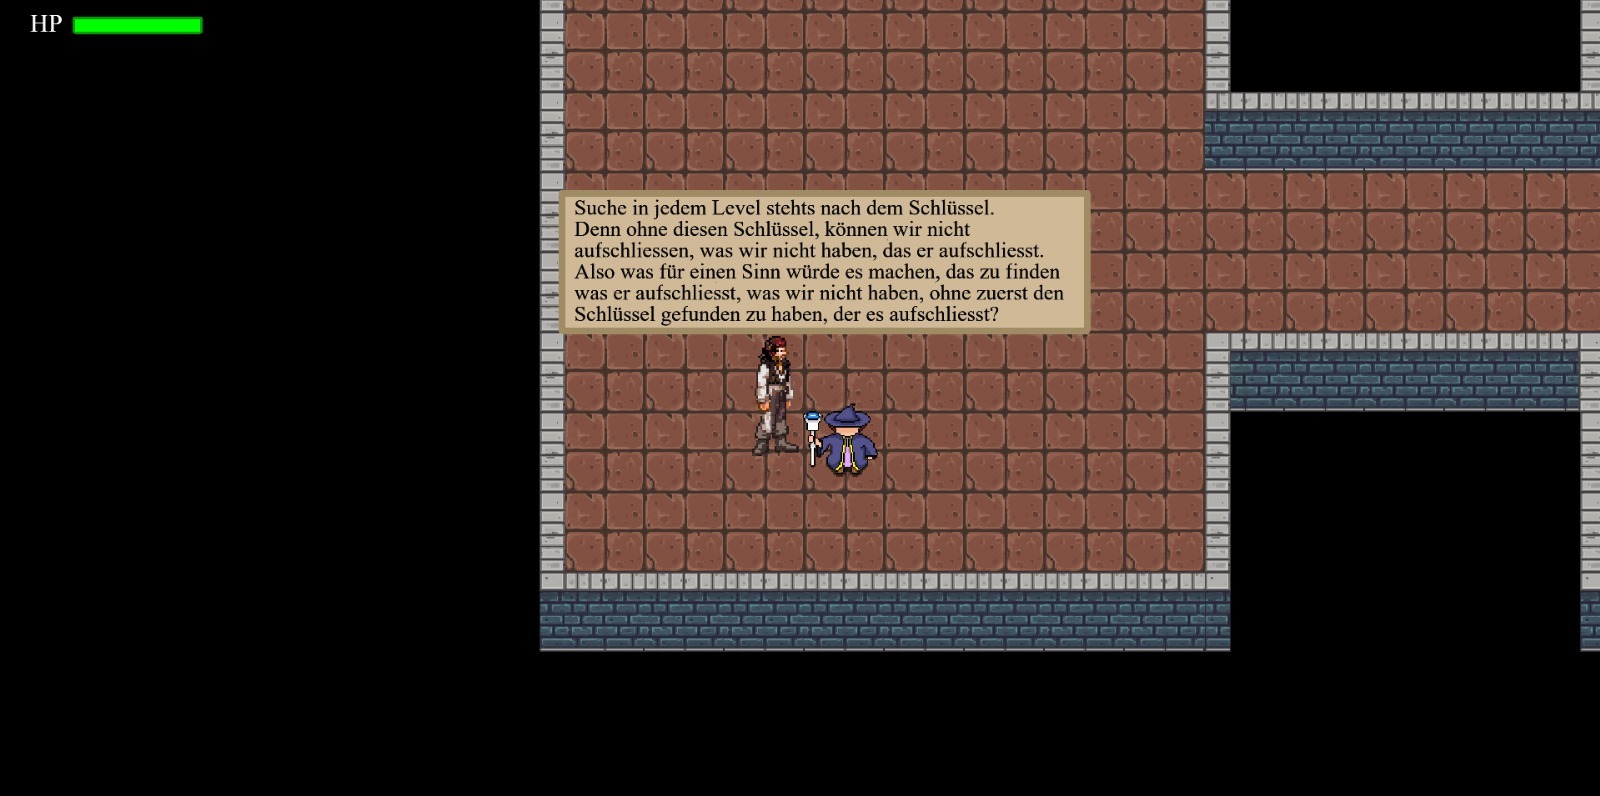 HP
Suche in jedem Level stehts nach dem Schlüssel.
Denn ohne diesen Schlüssel, können wir nicht
aufschliessen, was wir nicht haben, das er aufschliesst.
Also was für einen Sinn würde es machen, das zu finden
was er aufschliesst, was wir nicht haben, ohne zuerst den
Schlüssel gefunden zu haben, der es aufschliesst?